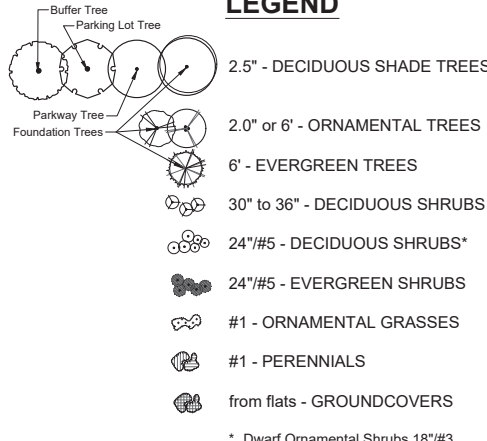 LEGEND
Buffer Tree
Parking Lot Tree
2.5" - DECIDUOUS SHADE TREES
Parkway Tree
Foundation Trees
2.0" or 6' - ORNAMENTAL TREES
6' - EVERGREEN TREES
30" to 36" - DECIDUOUS SHRUBS
24"/#5 - DECIDUOUS SHRUBS*
24"/#5 - EVERGREEN SHRUBS
#1 - ORNAMENTAL GRASSES
#1 - PERENNIALS
from flats - GROUNDCOVERS
* Dwarf Ornamental Shrubs 18"/#3